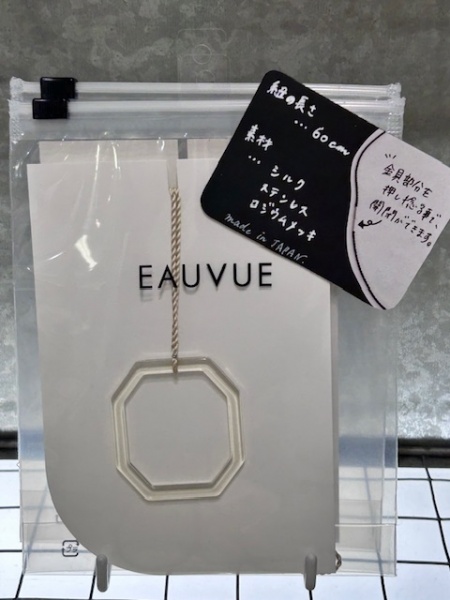 紐の長さ
… 60cm
素材
… シルク
ステンレス
ロジウムメッキ
made in JAPAN.
金具部分を
押し捻る事で、
開閉ができます。
EAUVUE